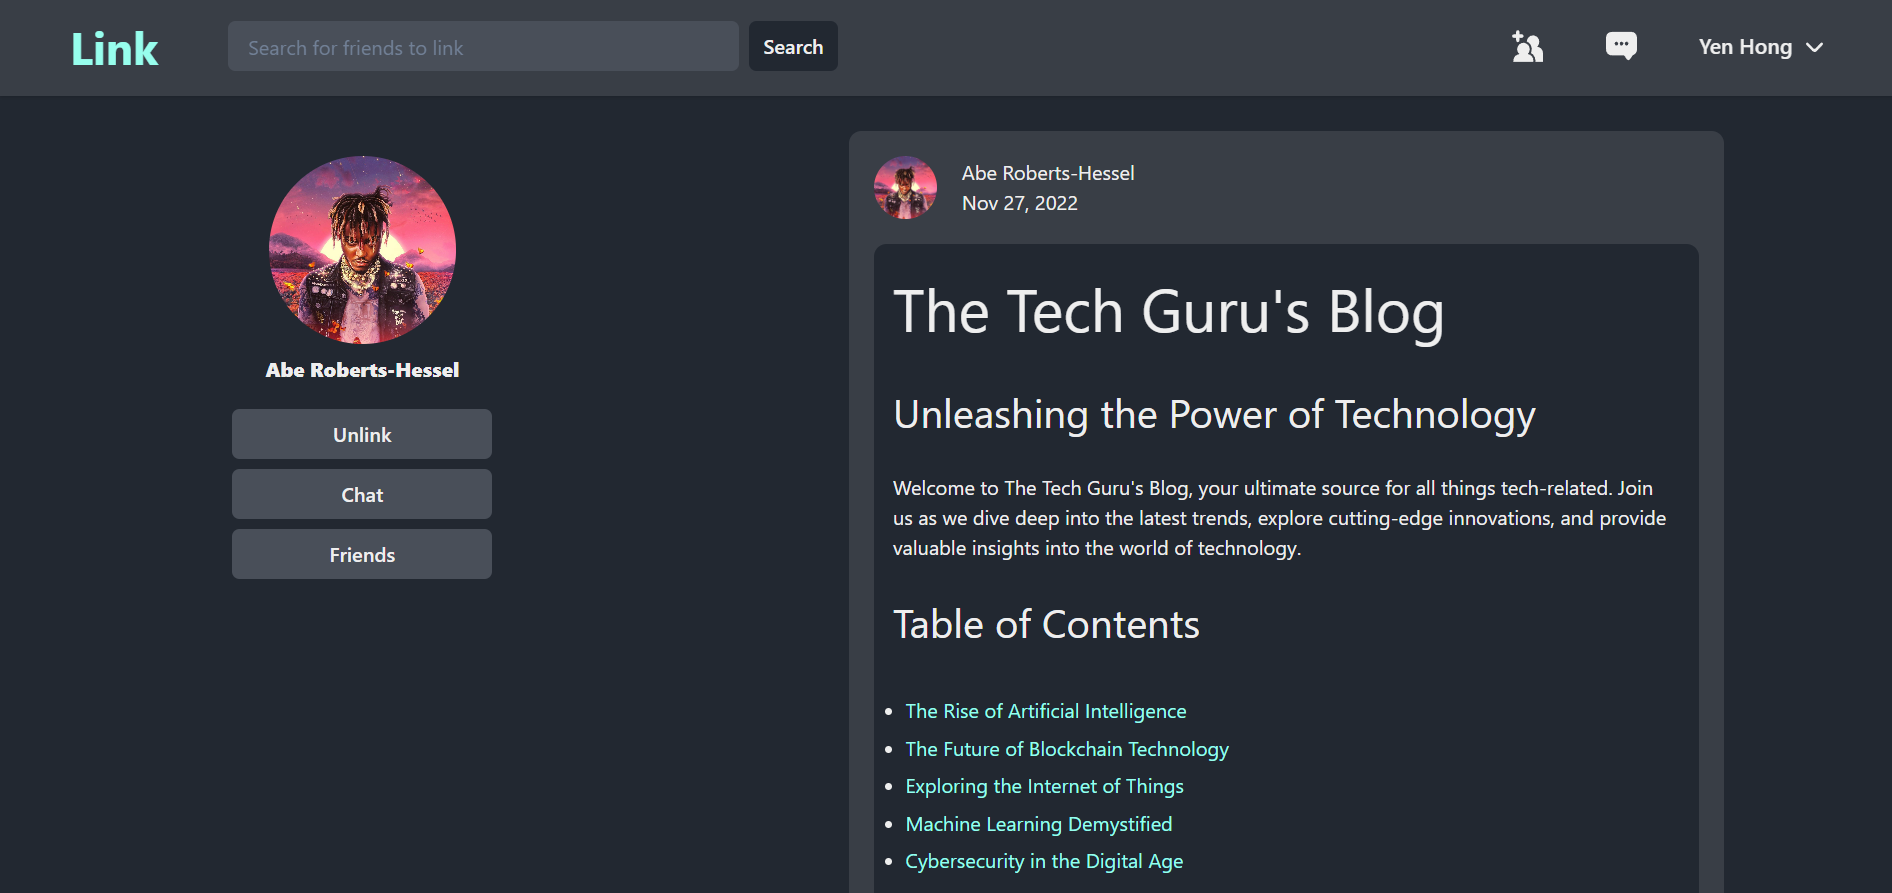 Link
Search for friends to link
Search
Yen Hong
Abe Roberts-Hessel
Unlink
Chat
Friends
Abe Roberts-Hessel
Nov 27, 2022
The Tech Guru's Blog
Unleashing the Power of Technology
Welcome to The Tech Guru's Blog, your ultimate source for all things tech-related. Join
us as we dive deep into the latest trends, explore cutting-edge innovations, and provide
valuable insights into the world of technology.
Table of Contents
The Rise of Artificial Intelligence
The Future of Blockchain Technology
Exploring the Internet of Things
Machine Learning Demystified
Cybersecurity in the Digital Age